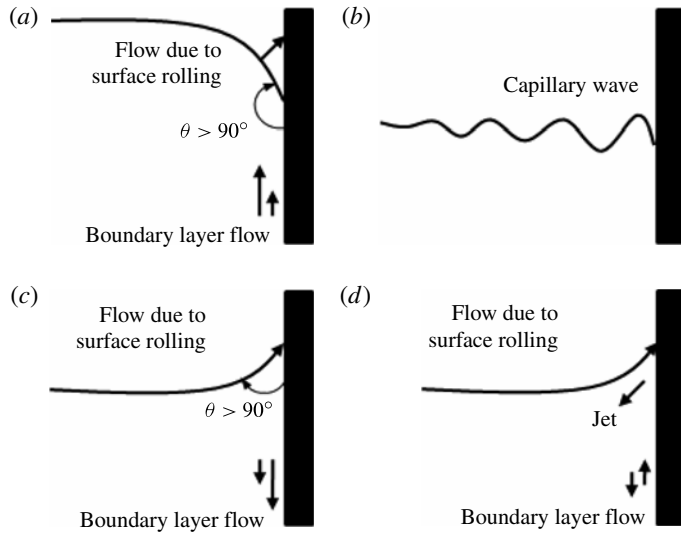 (a)
Flow due to
surface rolling
θ > 90°
Boundary layer flow
(b)
Capillary wave
(c)
Flow due to
surface rolling
θ > 90°
Boundary layer flow
(d)
Flow due to
surface rolling
Jet
Boundary layer flow